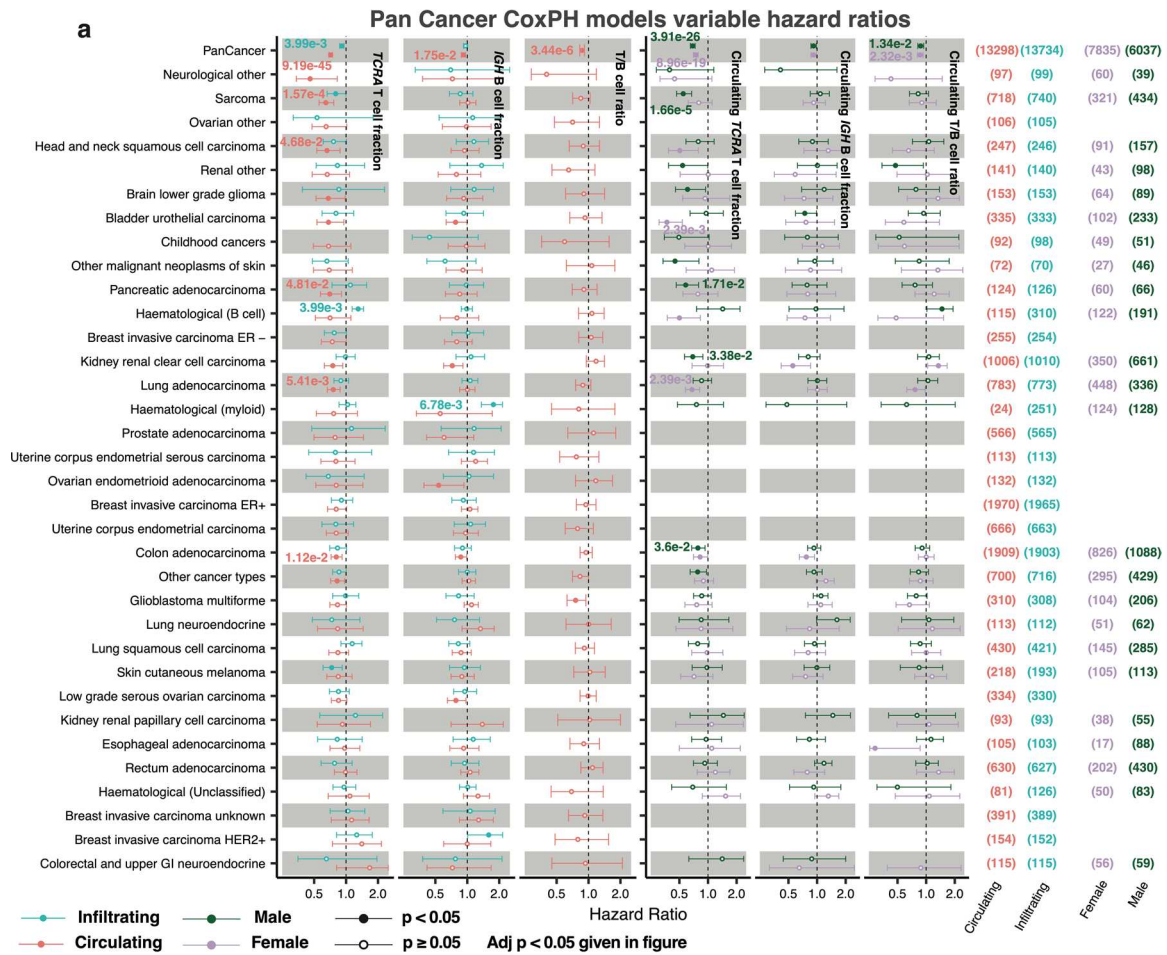 a
Pan Cancer CoxPH models variable hazard ratios
TCRA T cell fraction
IGH B cell fraction
T/B cell ratio
Circulating TCRA T cell fraction
Circulating IGH B cell fraction
Circulating T/B cell ratio
PanCancer 3.99e-3 1.75e-2 3.44e-6 3.91e-26 1.34e-2 2.32e-3 (13298) (13734) (7835) (6037)
Neurological other 9.19e-45 6.96e-19 (97) (99) (60) (39)
Sarcoma 1.57e-4 1.66e-5 (718) (740) (321) (434)
Ovarian other (106) (105)
Head and neck squamous cell carcinoma 4.68e-2 (247) (246) (91) (157)
Renal other (141) (140) (43) (98)
Brain lower grade glioma (153) (153) (64) (89)
Bladder urothelial carcinoma 2.39e-3 (335) (333) (102) (233)
Childhood cancers (92) (98) (49) (51)
Other malignant neoplasms of skin (72) (70) (27) (46)
Pancreatic adenocarcinoma 4.81e-2 1.71e-2 (124) (126) (60) (66)
Haematological (B cell) 3.99e-3 (115) (310) (122) (191)
Breast invasive carcinoma ER − (255) (254)
Kidney renal clear cell carcinoma 3.38e-2 (1006) (1010) (350) (661)
Lung adenocarcinoma 5.41e-3 2.39e-3 (783) (773) (448) (336)
Haematological (myloid) 6.78e-3 (24) (251) (124) (128)
Prostate adenocarcinoma (566) (565)
Uterine corpus endometrial serous carcinoma (113) (113)
Ovarian endometrioid adenocarcinoma (132) (132)
Breast invasive carcinoma ER+ (1970) (1965)
Uterine corpus endometrial carcinoma (666) (663)
Colon adenocarcinoma 1.12e-2 3.6e-2 (1909) (1903) (826) (1088)
Other cancer types (700) (716) (295) (429)
Glioblastoma multiforme (310) (308) (104) (206)
Lung neuroendocrine (113) (112) (51) (62)
Lung squamous cell carcinoma (430) (421) (145) (285)
Skin cutaneous melanoma (218) (193) (105) (113)
Low grade serous ovarian carcinoma (334) (330)
Kidney renal papillary cell carcinoma (93) (93) (38) (55)
Esophageal adenocarcinoma (105) (103) (17) (88)
Rectum adenocarcinoma (630) (627) (202) (430)
Haematological (Unclassified) (81) (126) (50) (83)
Breast invasive carcinoma unknown (391) (389)
Breast invasive carcinoma HER2+ (154) (152)
Colorectal and upper GI neuroendocrine (115) (115) (56) (59)
0.5 1.0 2.0 0.5 1.0 2.0 0.5 1.0 2.0 0.5 1.0 2.0 0.5 1.0 2.0 0.5 1.0 2.0
Circulating Infiltrating Female Male
Hazard Ratio
Infiltrating Male p < 0.05
Circulating Female p ≥ 0.05 Adj p < 0.05 given in figure